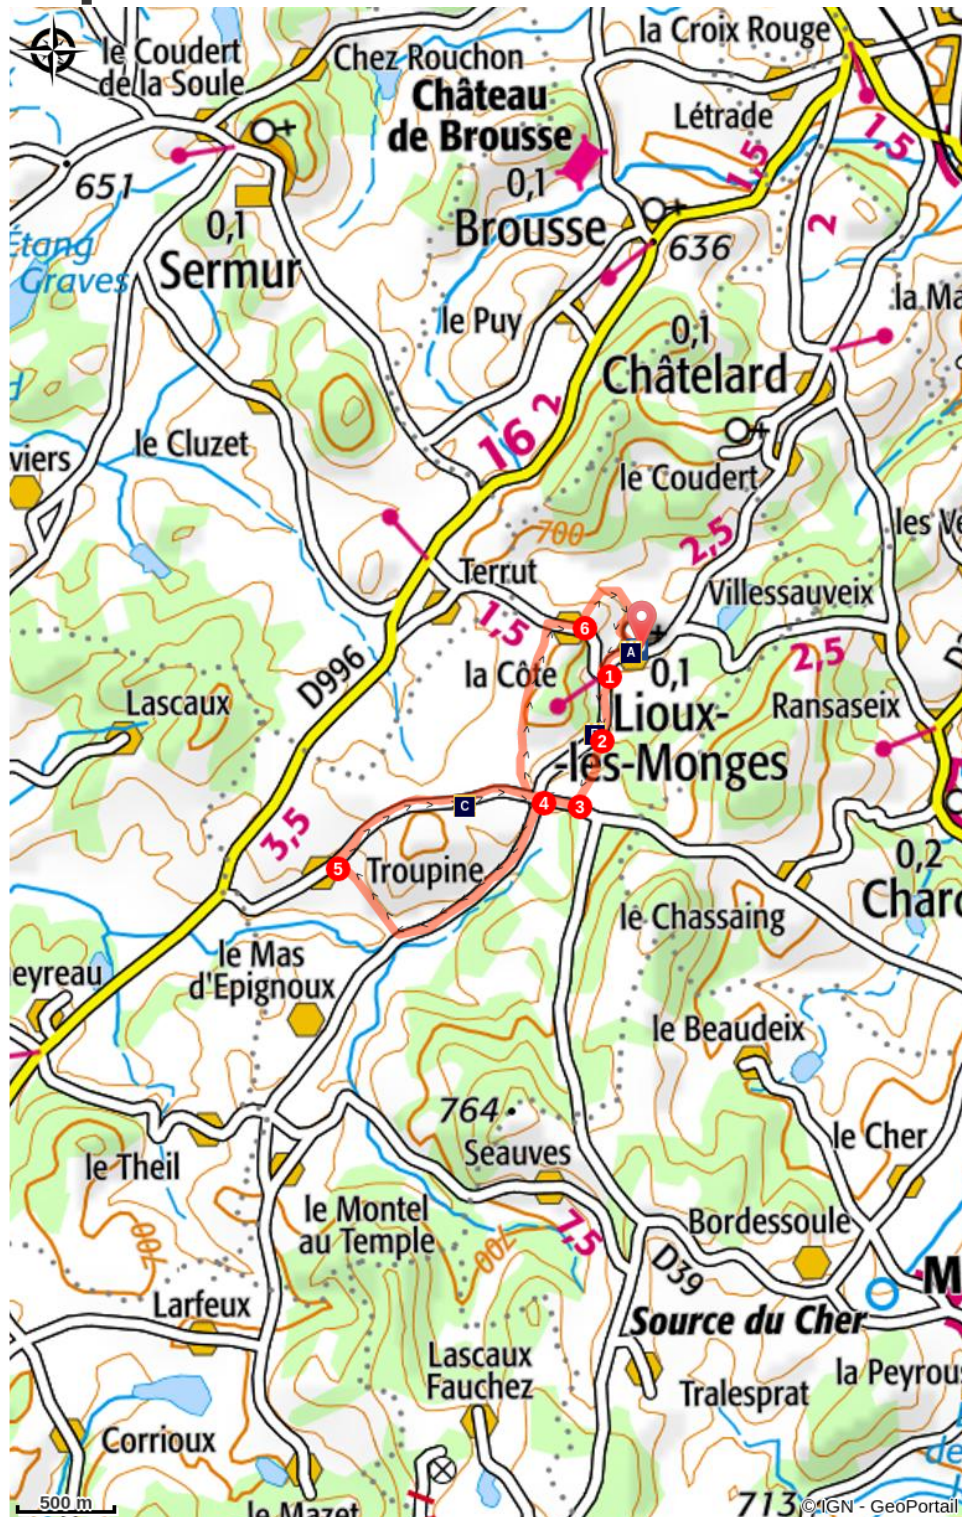 le Coudert
de la Soule
Chez Rouchon
la Croix Rouge
Château
de Brousse
Létrade
1,5
1,5
651
0,1
Brousse
636
2
0,1
Sermur
Étang
Graves
le Puy
la Ma
0,1
Châtelard
16
2
le Cluzet
viers
d
le Coudert
700
2,5
les Ve
Terrut
Villessauveix
1,5
6
A
2,5
D996
la Côte
1
0,1
Lascaux
Lioux-
-les-Monges
Ransaseix
2
C
4
3
3,5
5
Troupine
0,2
Charc
le Chassaing
le Mas
d'Epignoux
eyreau
le Beaudeix
764
Seauves
le Cher
le Theil
le Montel
au Temple
700
700
1,5
Bordessoule
D39
M
Larfeux
Source du Cher
Lascaux
Fauchez
la Peyrous
Tralesprat
Corrioux
de
le Mazet
713
500 m
© IGN - GeoPortail